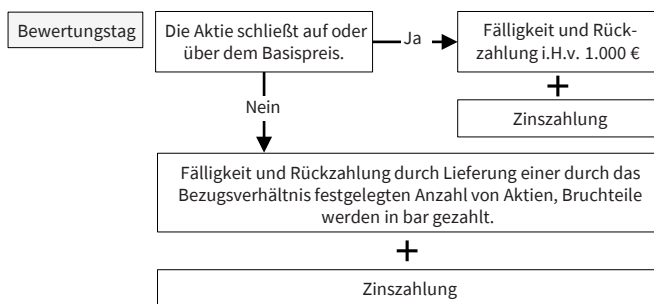 Bewertungstag
Die Aktie schließt auf oder
über dem Basispreis.
Ja
Fälligkeit und Rück-
zahlung i.H.v. 1.000 €
+
Zinszahlung
Nein
Fälligkeit und Rückzahlung durch Lieferung einer durch das
Bezugsverhältnis festgelegten Anzahl von Aktien, Bruchteile
werden in bar gezahlt.
+
Zinszahlung